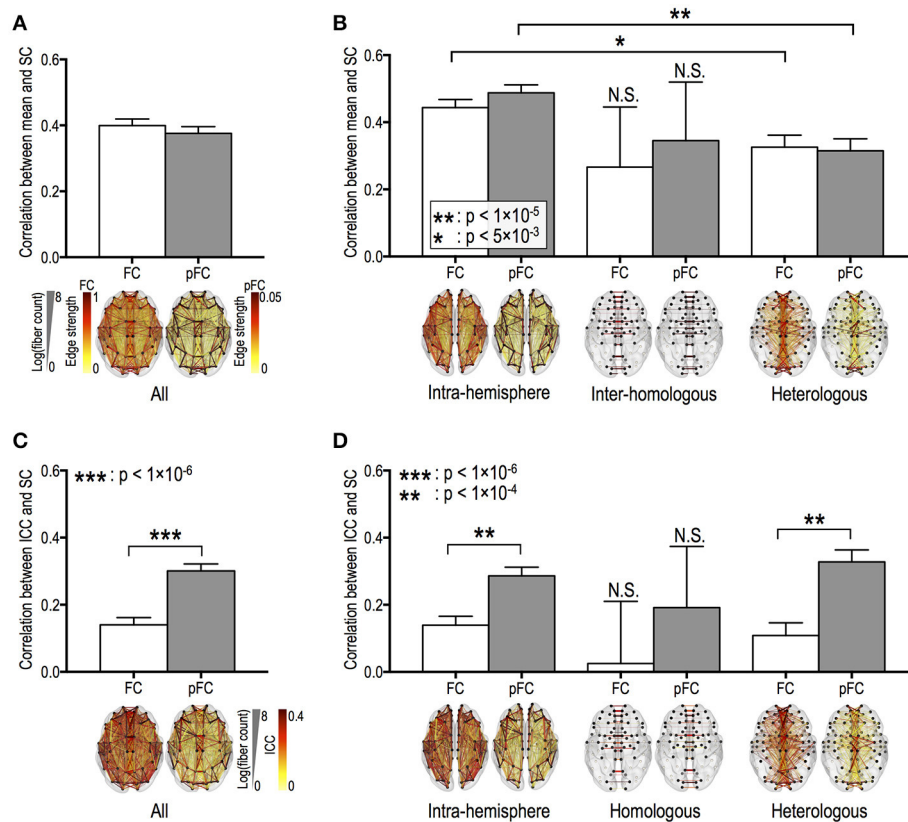 A
Correlation between mean and SC
0.6
0.4
0.2
0.0
FC
pFC
Log(fiber count)
8
0
FC
1
0
Edge strength
pFC
0.05
0
Edge strength
All
B
Correlation between mean and SC
0.6
0.4
0.2
0.0
**
*
N.S.
N.S.
** : p < 1×10⁻⁵
* : p < 5×10⁻³
FC
pFC
FC
pFC
FC
pFC
Intra-hemisphere
Inter-homologous
Heterologous
C
Correlation between ICC and SC
0.6
0.4
0.2
0.0
*** : p < 1×10⁻⁶
***
FC
pFC
Log(fiber count)
8
0
ICC
0.4
0
All
D
Correlation between ICC and SC
0.6
0.4
0.2
0.0
*** : p < 1×10⁻⁶
** : p < 1×10⁻⁴
**
N.S.
N.S.
**
FC
pFC
FC
pFC
FC
pFC
Intra-hemisphere
Homologous
Heterologous